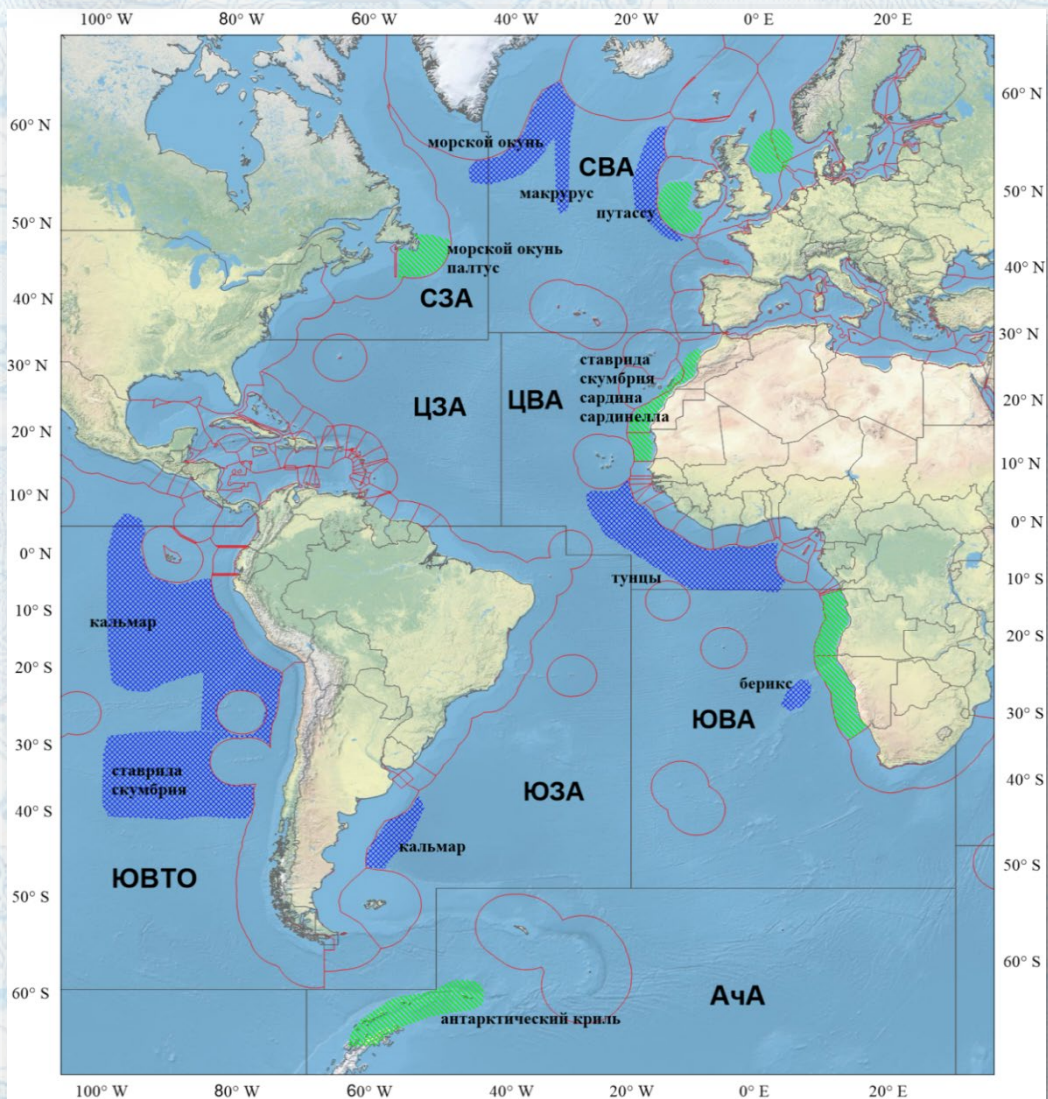 100° W 80° W 60° W 40° W 20° W 0° E 20° E
60° N
60° N
морской окунь
СВА
макрурус
путассу
50° N
50° N
морской окунь
палтус
40° N
40° N
СЗА
30° N
30° N
ставрида
скумбрия
сардина
сардинелла
ЦЗА
ЦВА
20° N
20° N
10° N
10° N
0° N
0° N
тунцы
10° S
10° S
кальмар
20° S
20° S
берикс
ЮВА
30° S
30° S
ставрида
скумбрия
40° S
40° S
ЮЗА
кальмар
ЮВТО
50° S
50° S
60° S
60° S
АчА
антарктический криль
100° W 80° W 60° W 40° W 20° W 0° E 20° E